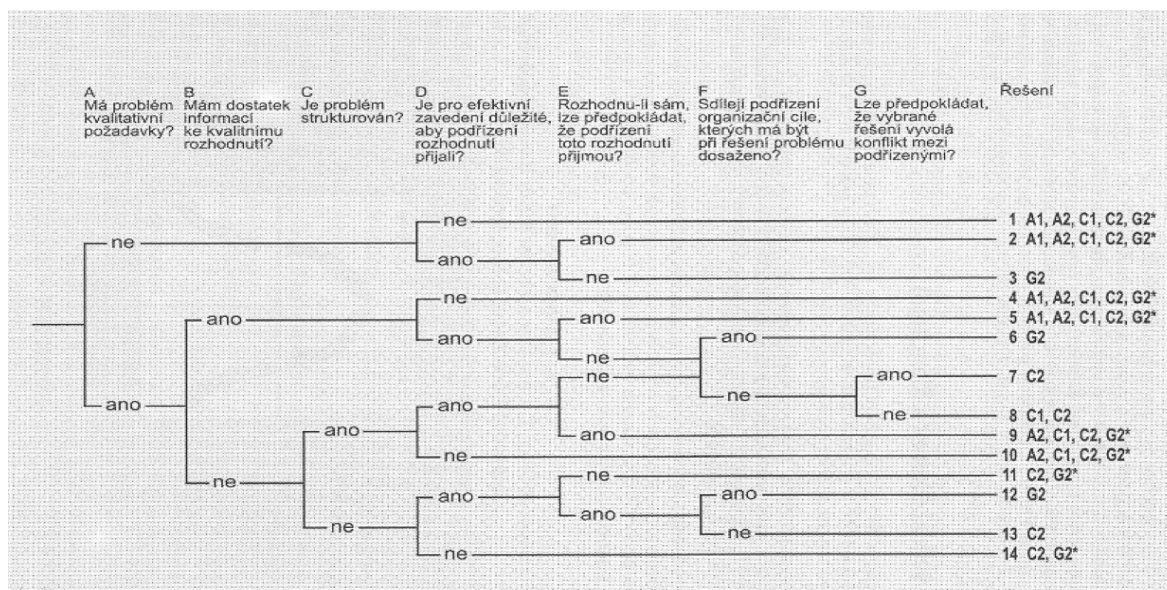 A
Má problém
kvalitativní
požadavky?
B
Mám dostatek
informací
ke kvalitnímu
rozhodnutí?
C
Je problém
strukturován?
D
Je pro efektivní
zavedení důležité,
aby podřízení
rozhodnutí
přijali?
E
Rozhodnu-li sám,
lze předpokládat,
že podřízení
toto rozhodnutí
přijmou?
F
Sdílejí podřízení
organizační cíle,
kterých má být
při řešení problému
dosaženo?
G
Lze předpokládat,
že vybrané
řešení vyvolá
konflikt mezi
podřízenými?
Řešení
ne 1 A1, A2, C1, C2, G2*
ano 2 A1, A2, C1, C2, G2*
ne
ano
ne 3 G2
ne 4 A1, A2, C1, C2, G2*
ano
ano 5 A1, A2, C1, C2, G2*
ano
ano 6 G2
ne
ne
ano 7 C2
ne
ano
ano
ne 8 C1, C2
ano
ano 9 A2, C1, C2, G2*
ne 10 A2, C1, C2, G2*
ne 11 C2, G2*
ne
ano
ano 12 G2
ano
ne
ne 13 C2
ne 14 C2, G2*